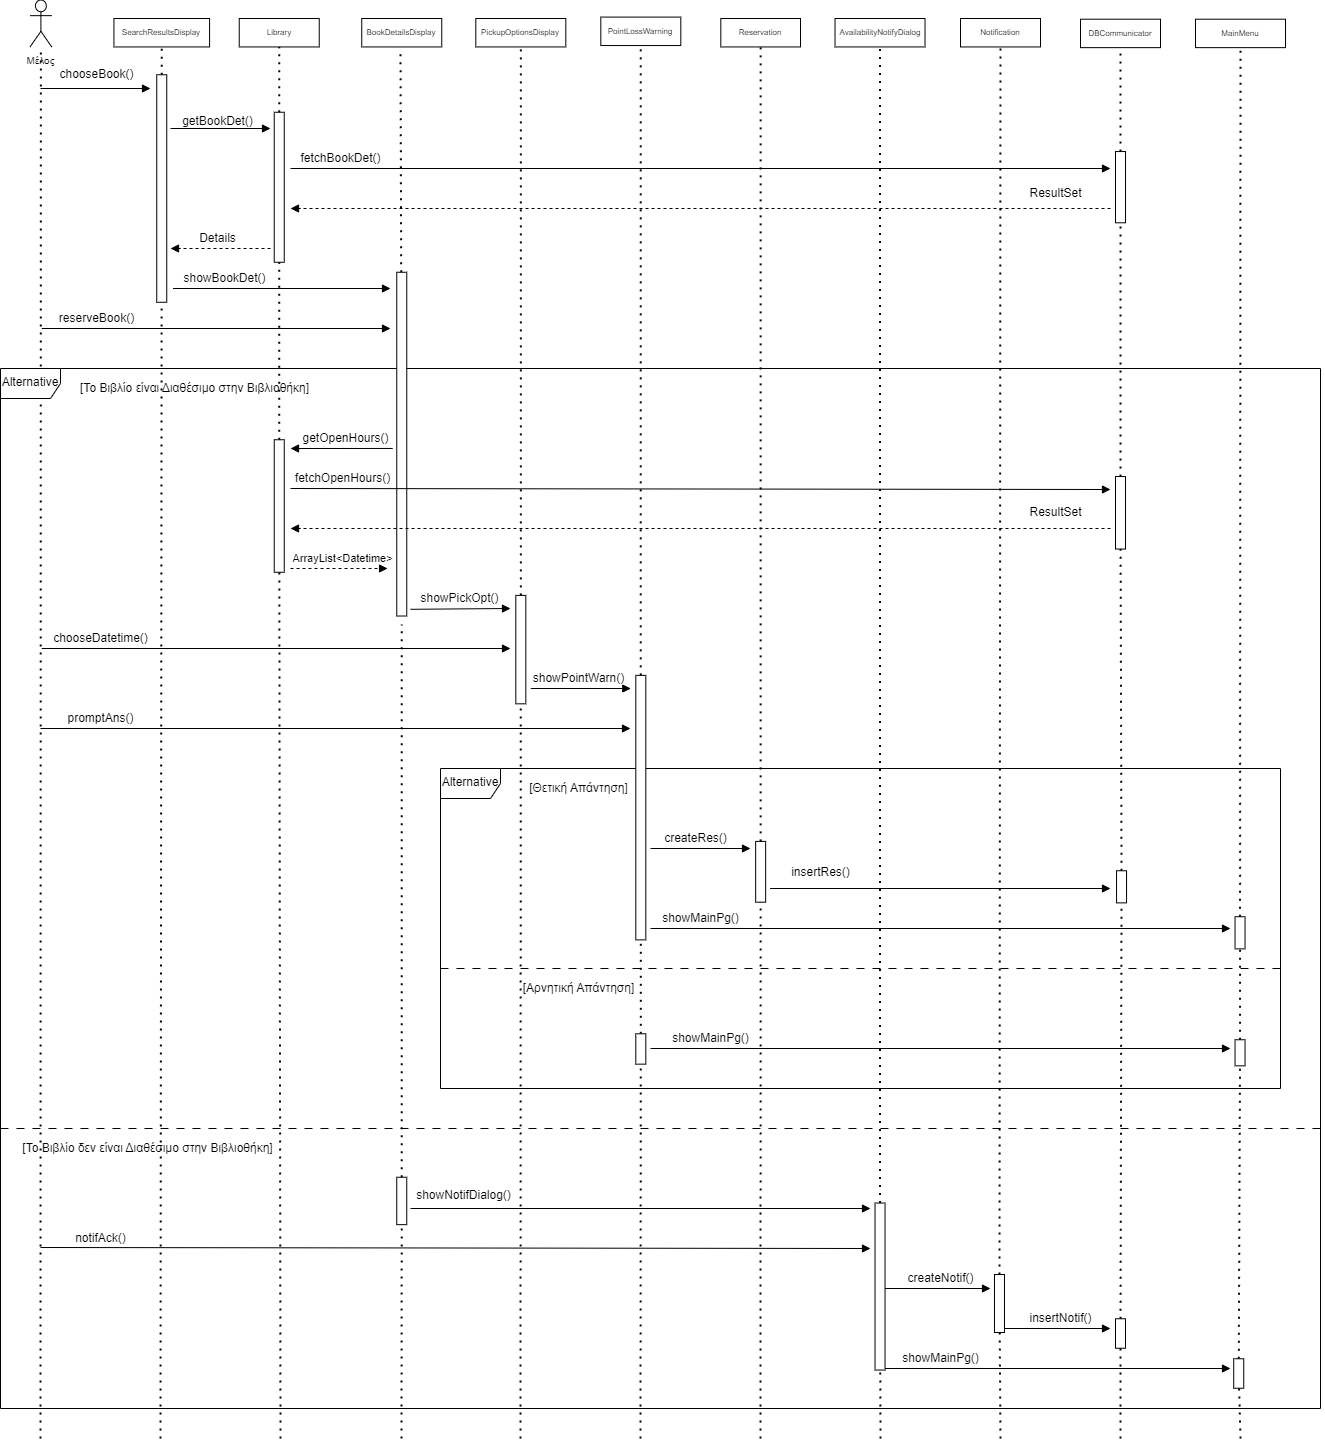 SearchResultsDisplay
Library
BookDetailsDisplay
PickupOptionsDisplay
PointLossWarning
Reservation
AvailabilityNotifyDialog
Notification
DBCommunicator
MainMenu
Μέλος
chooseBook()
getBookDet()
fetchBookDet()
ResultSet
Details
showBookDet()
reserveBook()
Alternative
[Το Βιβλίο είναι Διαθέσιμο στην Βιβλιοθήκη]
getOpenHours()
fetchOpenHours()
ResultSet
ArrayList<Datetime>
showPickOpt()
chooseDatetime()
showPointWarn()
promptAns()
Alternative
[Θετική Απάντηση]
createRes()
insertRes()
showMainPg()
[Αρνητική Απάντηση]
showMainPg()
[Το Βιβλίο δεν είναι Διαθέσιμο στην Βιβλιοθήκη]
showNotifDialog()
notifAck()
createNotif()
insertNotif()
showMainPg()